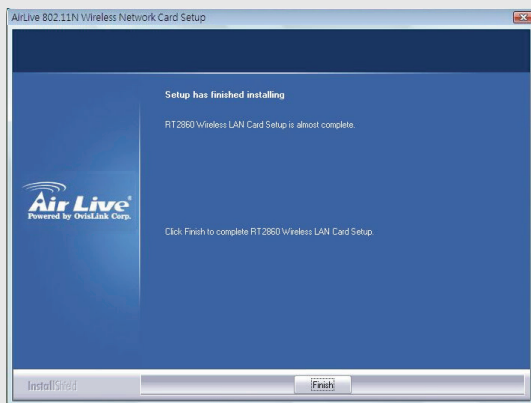 AirLive 802.11N Wireless Network Card Setup
Setup has finished installing
RT2860 Wireless LAN Card Setup is almost complete.
Air Live
Powered by OvisLink Corp.
Click Finish to complete RT2860 Wireless LAN Card Setup.
InstallShield
Finish